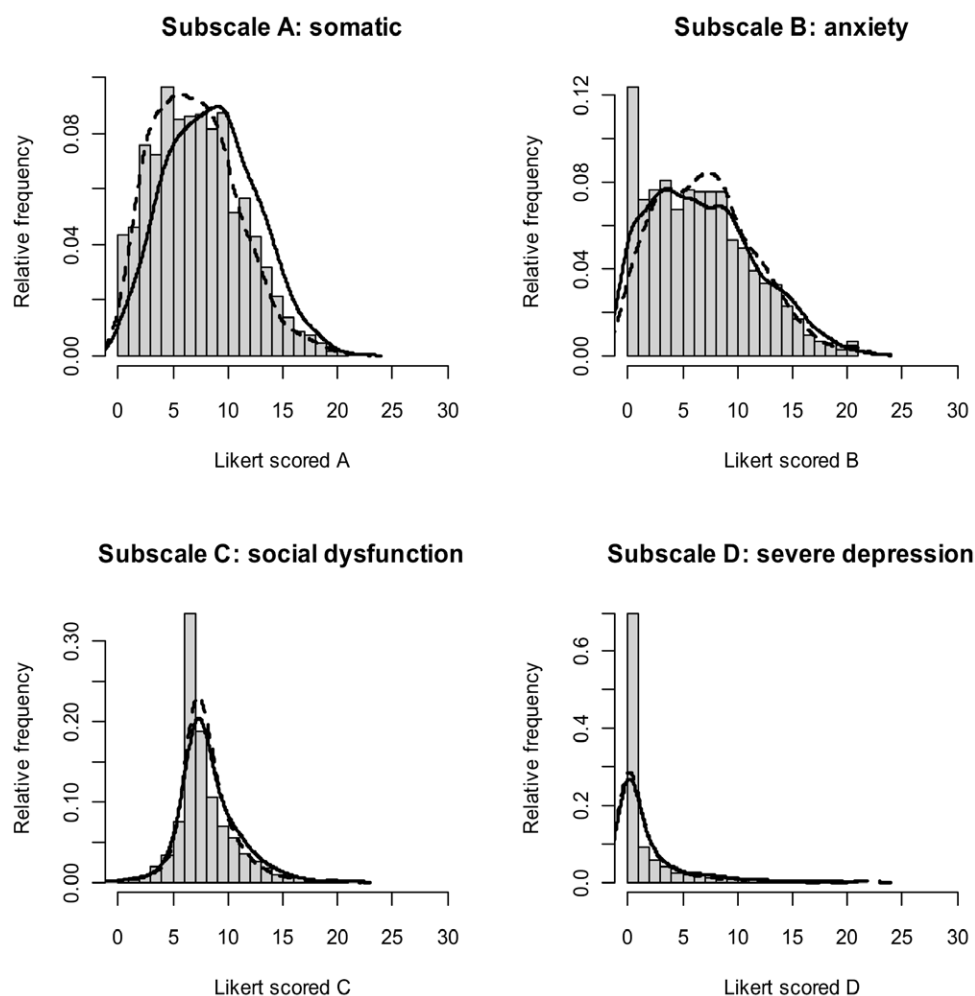 Subscale A: somatic
Relative frequency
0.00 0.04 0.08
0 5 10 15 20 25 30
Likert scored A
Subscale B: anxiety
Relative frequency
0.00 0.04 0.08 0.12
0 5 10 15 20 25 30
Likert scored B
Subscale C: social dysfunction
Relative frequency
0.00 0.10 0.20 0.30
0 5 10 15 20 25 30
Likert scored C
Subscale D: severe depression
Relative frequency
0.0 0.2 0.4 0.6
0 5 10 15 20 25 30
Likert scored D